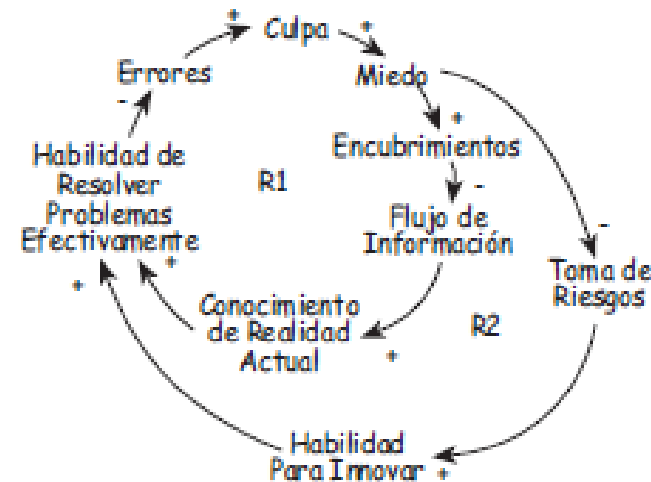 +
Culpa
+
Errores
Miedo
-
+
Habilidad de
Resolver
Problemas
Efectivamente
Encubrimientos
R1
-
Flujo de
Información
-
Toma de
Riesgos
+
+
Conocimiento
de Realidad
Actual
+
R2
Habilidad
Para Innovar +